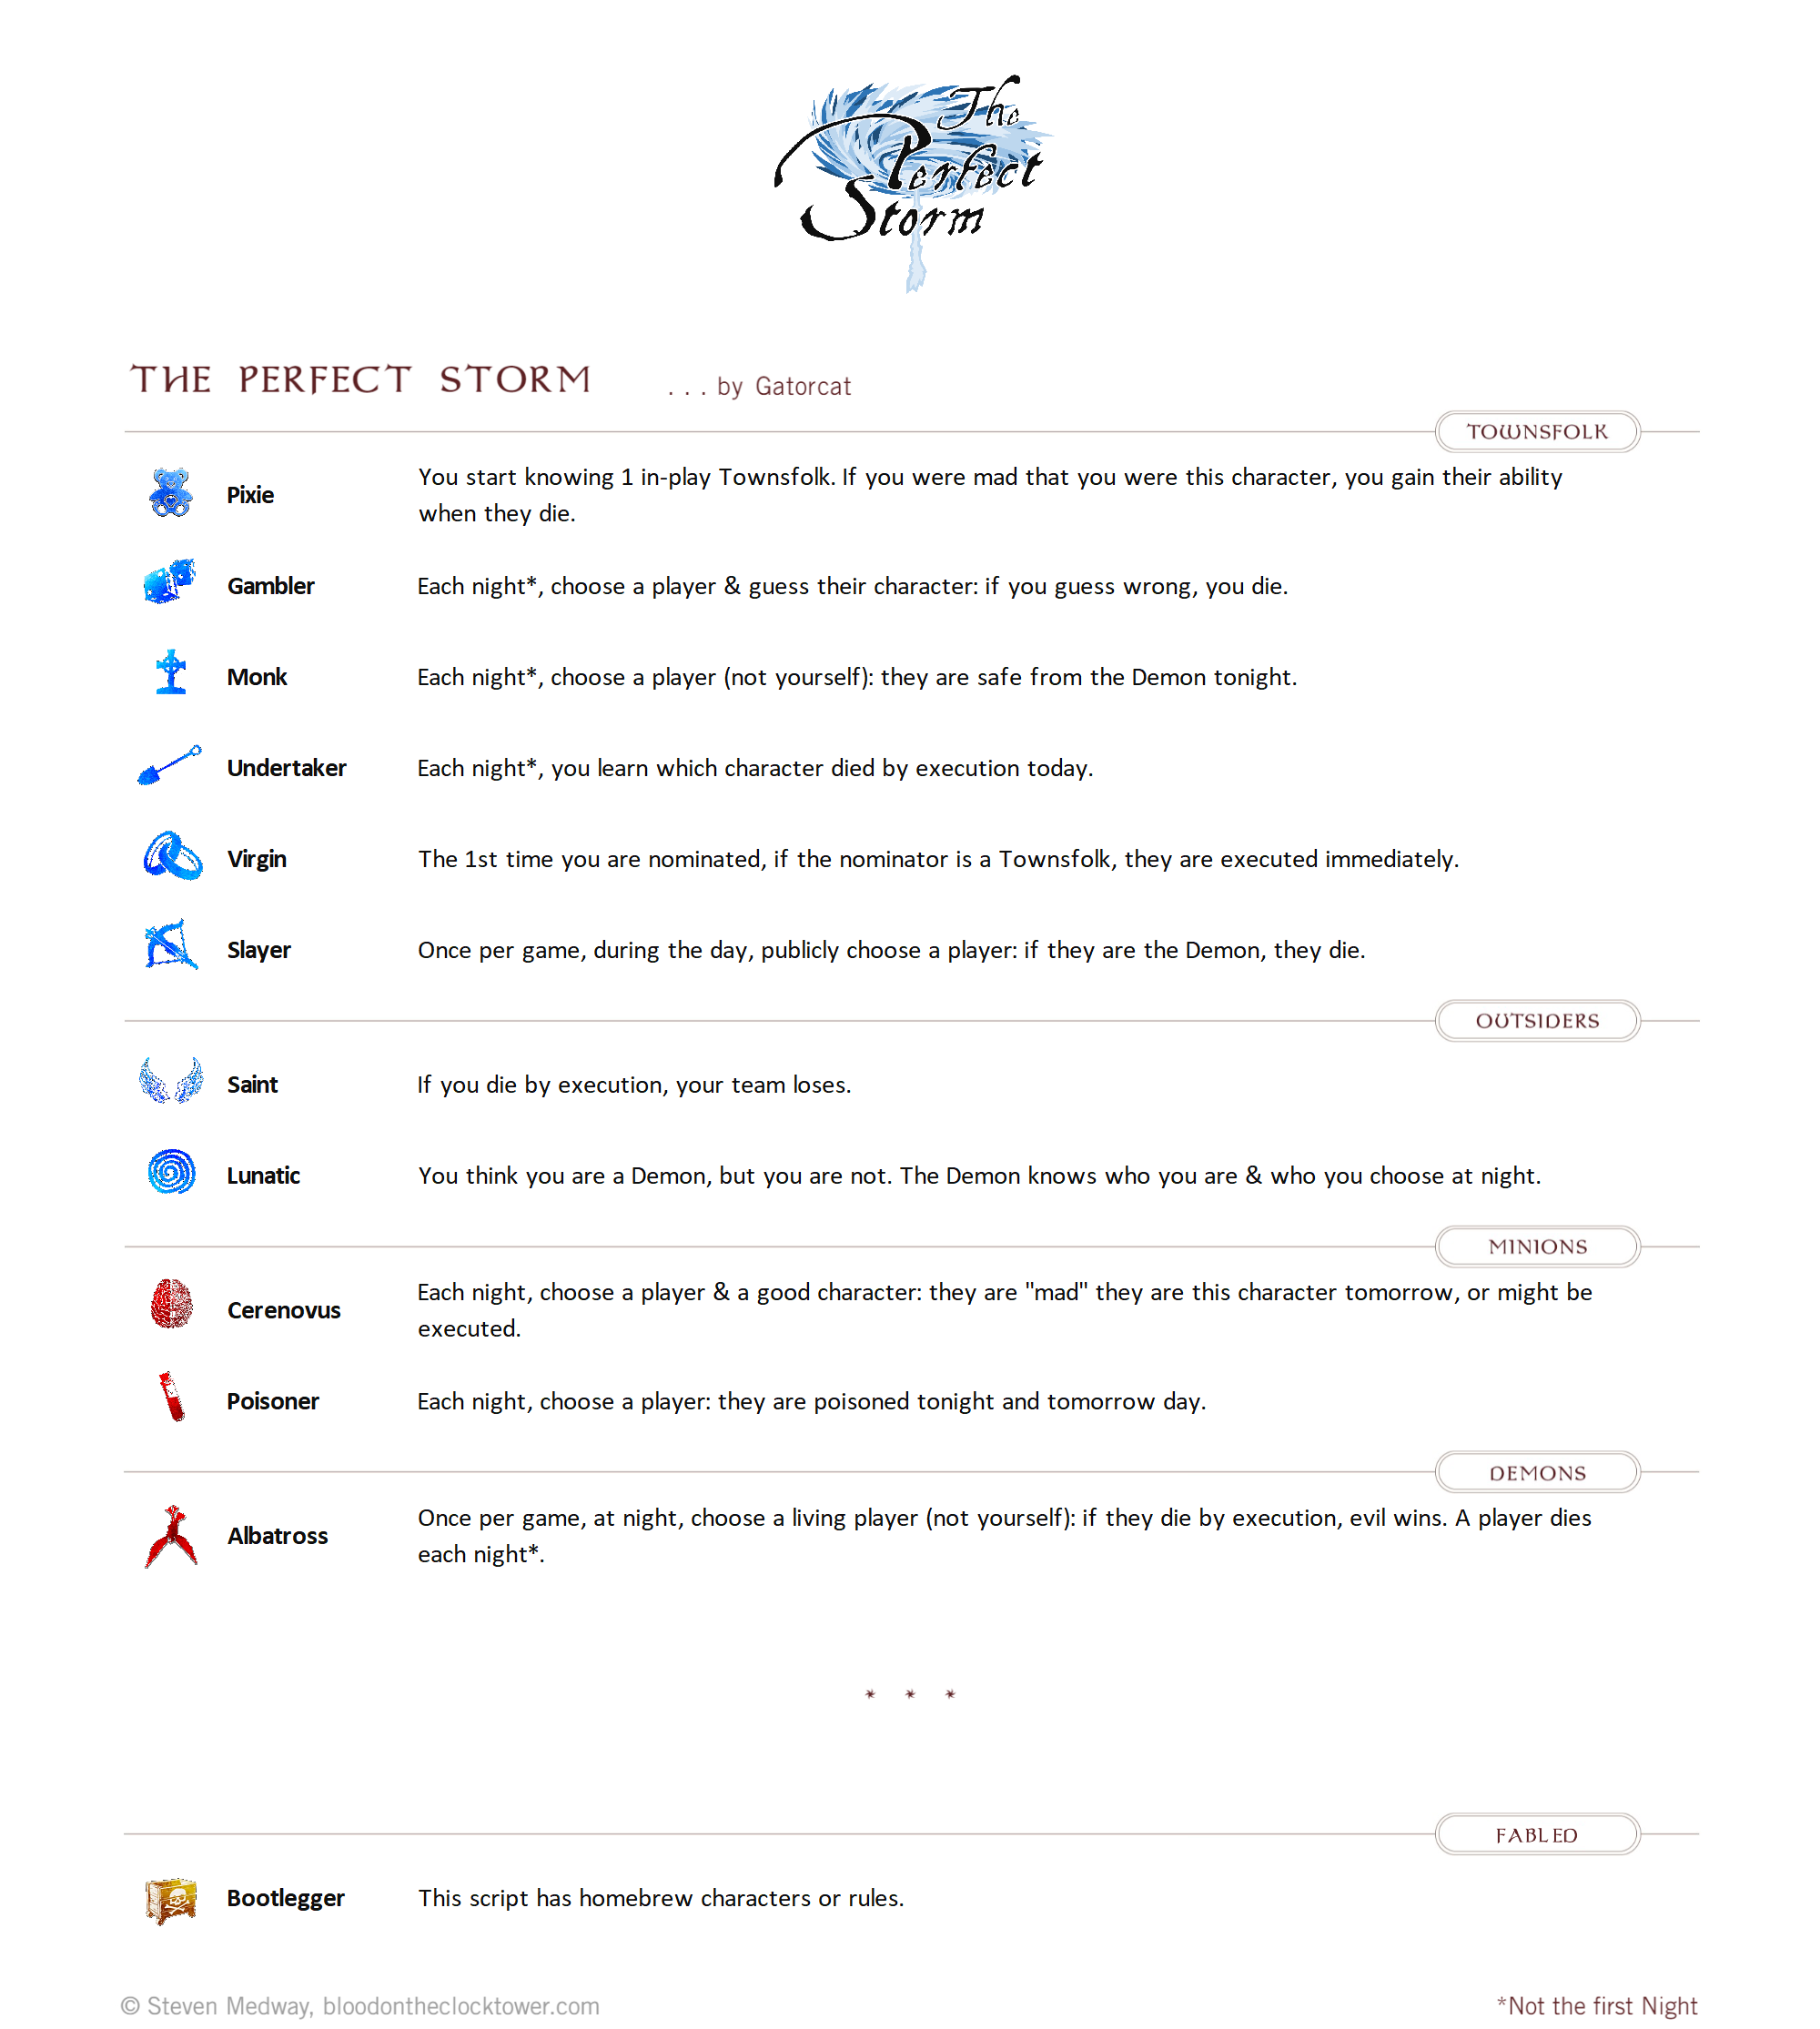 The
Perfect
Storm
THE PERFECT STORM . . . by Gatorcat
TOWNSFOLK
Pixie You start knowing 1 in-play Townsfolk. If you were mad that you were this character, you gain their ability
when they die.
Gambler Each night*, choose a player & guess their character: if you guess wrong, you die.
Monk Each night*, choose a player (not yourself): they are safe from the Demon tonight.
Undertaker Each night*, you learn which character died by execution today.
Virgin The 1st time you are nominated, if the nominator is a Townsfolk, they are executed immediately.
Slayer Once per game, during the day, publicly choose a player: if they are the Demon, they die.
OUTSIDERS
Saint If you die by execution, your team loses.
Lunatic You think you are a Demon, but you are not. The Demon knows who you are & who you choose at night.
MINIONS
Cerenovus Each night, choose a player & a good character: they are "mad" they are this character tomorrow, or might be
executed.
Poisoner Each night, choose a player: they are poisoned tonight and tomorrow day.
DEMONS
Albatross Once per game, at night, choose a living player (not yourself): if they die by execution, evil wins. A player dies
each night*.
* * *
FABLED
Bootlegger This script has homebrew characters or rules.
© Steven Medway, bloodontheclocktower.com *Not the first Night